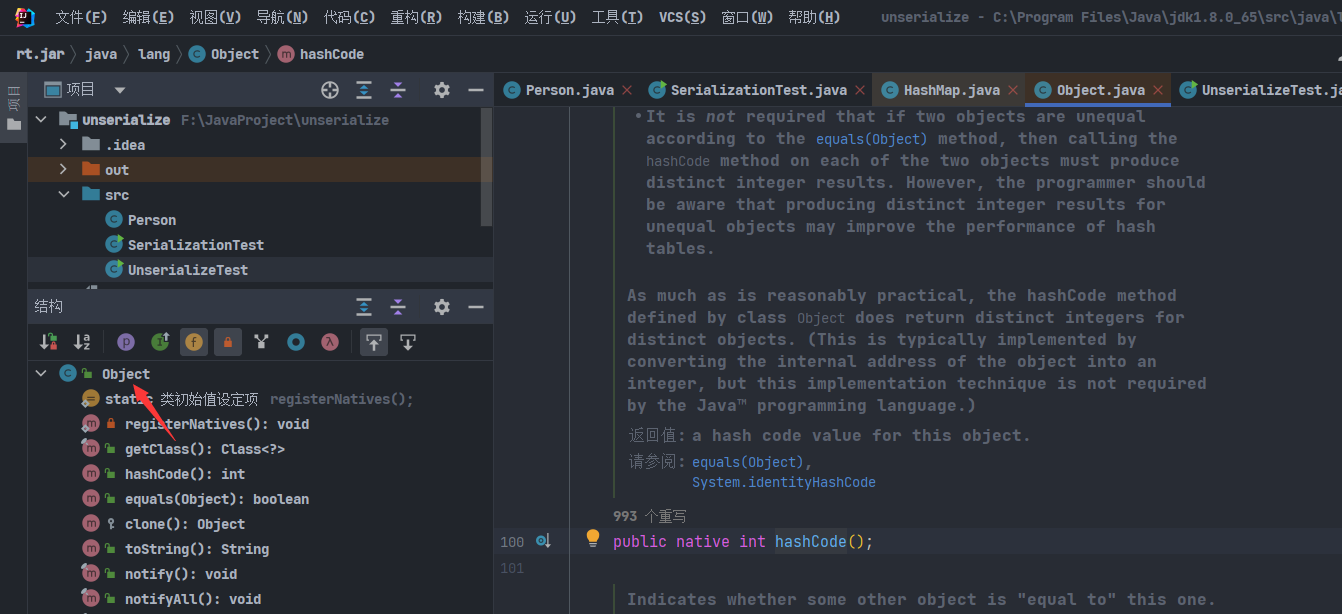 文件(F) 编辑(E) 视图(V) 导航(N) 代码(C) 重构(R) 构建(B) 运行(U) 工具(T) VCS(S) 窗口(W) 帮助(H) unserialize - C:\Program Files\Java\jdk1.8.0_65\src\java\
rt.jar java lang Object hashCode
项目
项目
Person.java SerializationTest.java HashMap.java Object.java UnserializeTest.j
unserialize F:\JavaProject\unserialize
.idea
out
src
Person
SerializationTest
UnserializeTest
结构
Object
static 类初始值设定项 registerNatives();
registerNatives(): void
getClass(): Class<?>
hashCode(): int
equals(Object): boolean
clone(): Object
toString(): String
notify(): void
notifyAll(): void
• It is not required that if two objects are unequal
according to the equals(Object) method, then calling the
hashCode method on each of the two objects must produce
distinct integer results. However, the programmer should
be aware that producing distinct integer results for
unequal objects may improve the performance of hash
tables.
As much as is reasonably practical, the hashCode method
defined by class Object does return distinct integers for
distinct objects. (This is typically implemented by
converting the internal address of the object into an
integer, but this implementation technique is not required
by the Java™ programming language.)
返回值: a hash code value for this object.
请参阅: equals(Object),
System.identityHashCode
993 个重写
100 public native int hashCode();
101
Indicates whether some other object is "equal to" this one.